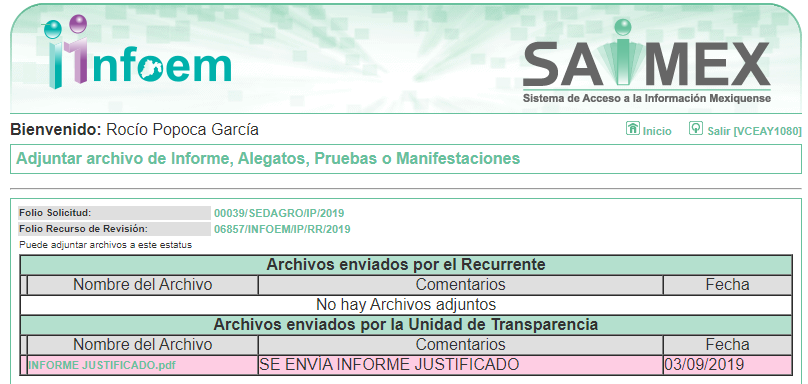 infoem
SAIMEX
Sistema de Acceso a la Información Mexiquense
Bienvenido: Rocío Popoca García
Inicio Salir [VCEAY1080]
Adjuntar archivo de Informe, Alegatos, Pruebas o Manifestaciones
Folio Solicitud: 00039/SEDAGRO/IP/2019
Folio Recurso de Revisión: 06857/INFOEM/IP/RR/2019
Puede adjuntar archivos a este estatus
Archivos enviados por el Recurrente
Nombre del Archivo Comentarios Fecha
No hay Archivos adjuntos
Archivos enviados por la Unidad de Transparencia
Nombre del Archivo Comentarios Fecha
INFORME JUSTIFICADO.pdf SE ENVÍA INFORME JUSTIFICADO 03/09/2019